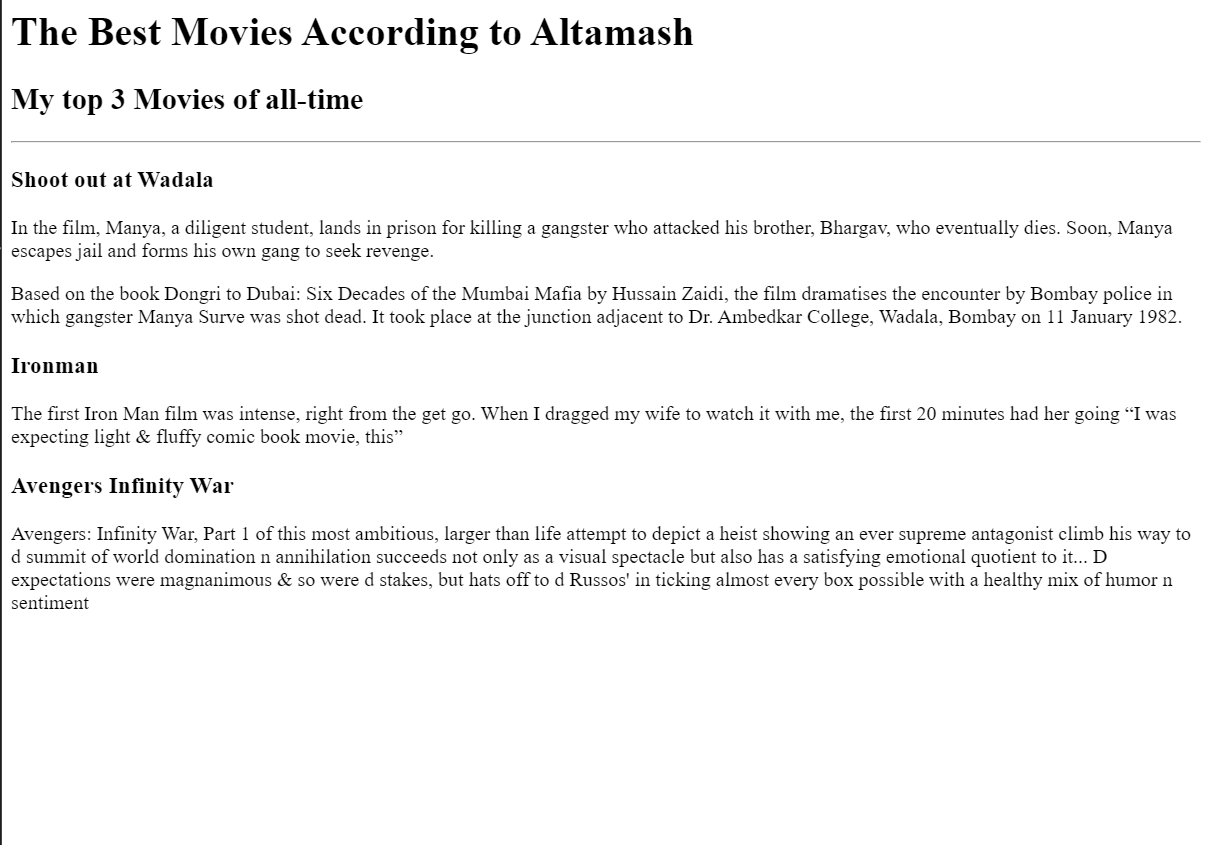 The Best Movies According to Altamash
My top 3 Movies of all-time
Shoot out at Wadala
In the film, Manya, a diligent student, lands in prison for killing a gangster who attacked his brother, Bhargav, who eventually dies. Soon, Manya
escapes jail and forms his own gang to seek revenge.
Based on the book Dongri to Dubai: Six Decades of the Mumbai Mafia by Hussain Zaidi, the film dramatises the encounter by Bombay police in
which gangster Manya Surve was shot dead. It took place at the junction adjacent to Dr. Ambedkar College, Wadala, Bombay on 11 January 1982.
Ironman
The first Iron Man film was intense, right from the get go. When I dragged my wife to watch it with me, the first 20 minutes had her going “I was
expecting light & fluffy comic book movie, this”
Avengers Infinity War
Avengers: Infinity War, Part 1 of this most ambitious, larger than life attempt to depict a heist showing an ever supreme antagonist climb his way to
d summit of world domination n annihilation succeeds not only as a visual spectacle but also has a satisfying emotional quotient to it... D
expectations were magnanimous & so were d stakes, but hats off to d Russos' in ticking almost every box possible with a healthy mix of humor n
sentiment